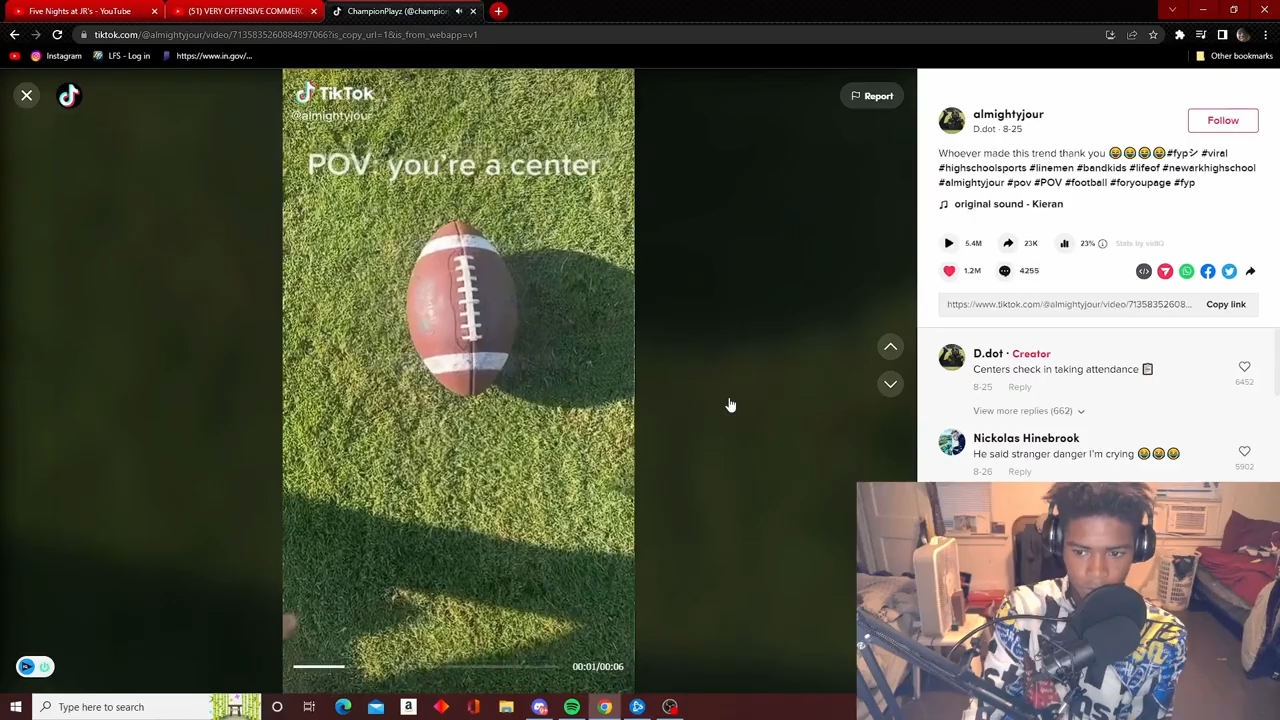 Five Nights at JR's - YouTube
(51) VERY OFFENSIVE COMMERC
ChampionPlayz (@champion
tiktok.com/@almightyjour/video/7135835260884897066?is_copy_url=1&is_from_webapp=v1
Instagram
LFS - Log in
https://www.in.gov/...
Other bookmarks
TikTok
@almightyjour
POV: you're a center
Report
00:01/00:06
almightyjour
D.dot · 8-25
Follow
Whoever made this trend thank you 😂😂😂😂#fypシ #viral
#highschoolsports #linemen #bandkids #lifeof #newarkhighschool
#almightyjour #pov #POV #football #foryoupage #fyp
original sound - Kieran
5.4M
23K
23%
Stats by vidIQ
1.2M
4255
https://www.tiktok.com/@almightyjour/video/71358352608...
Copy link
D.dot · Creator
Centers check in taking attendance 📋
8-25 Reply
6452
View more replies (662)
Nickolas Hinebrook
He said stranger danger I'm crying 😂😂😂
8-26 Reply
5902
Type here to search